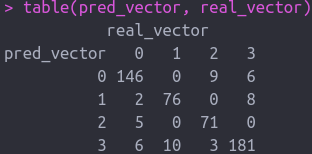 > table(pred_vector, real_vector)
real_vector
pred_vector 0 1 2 3
0 146 0 9 6
1 2 76 0 8
2 5 0 71 0
3 6 10 3 181